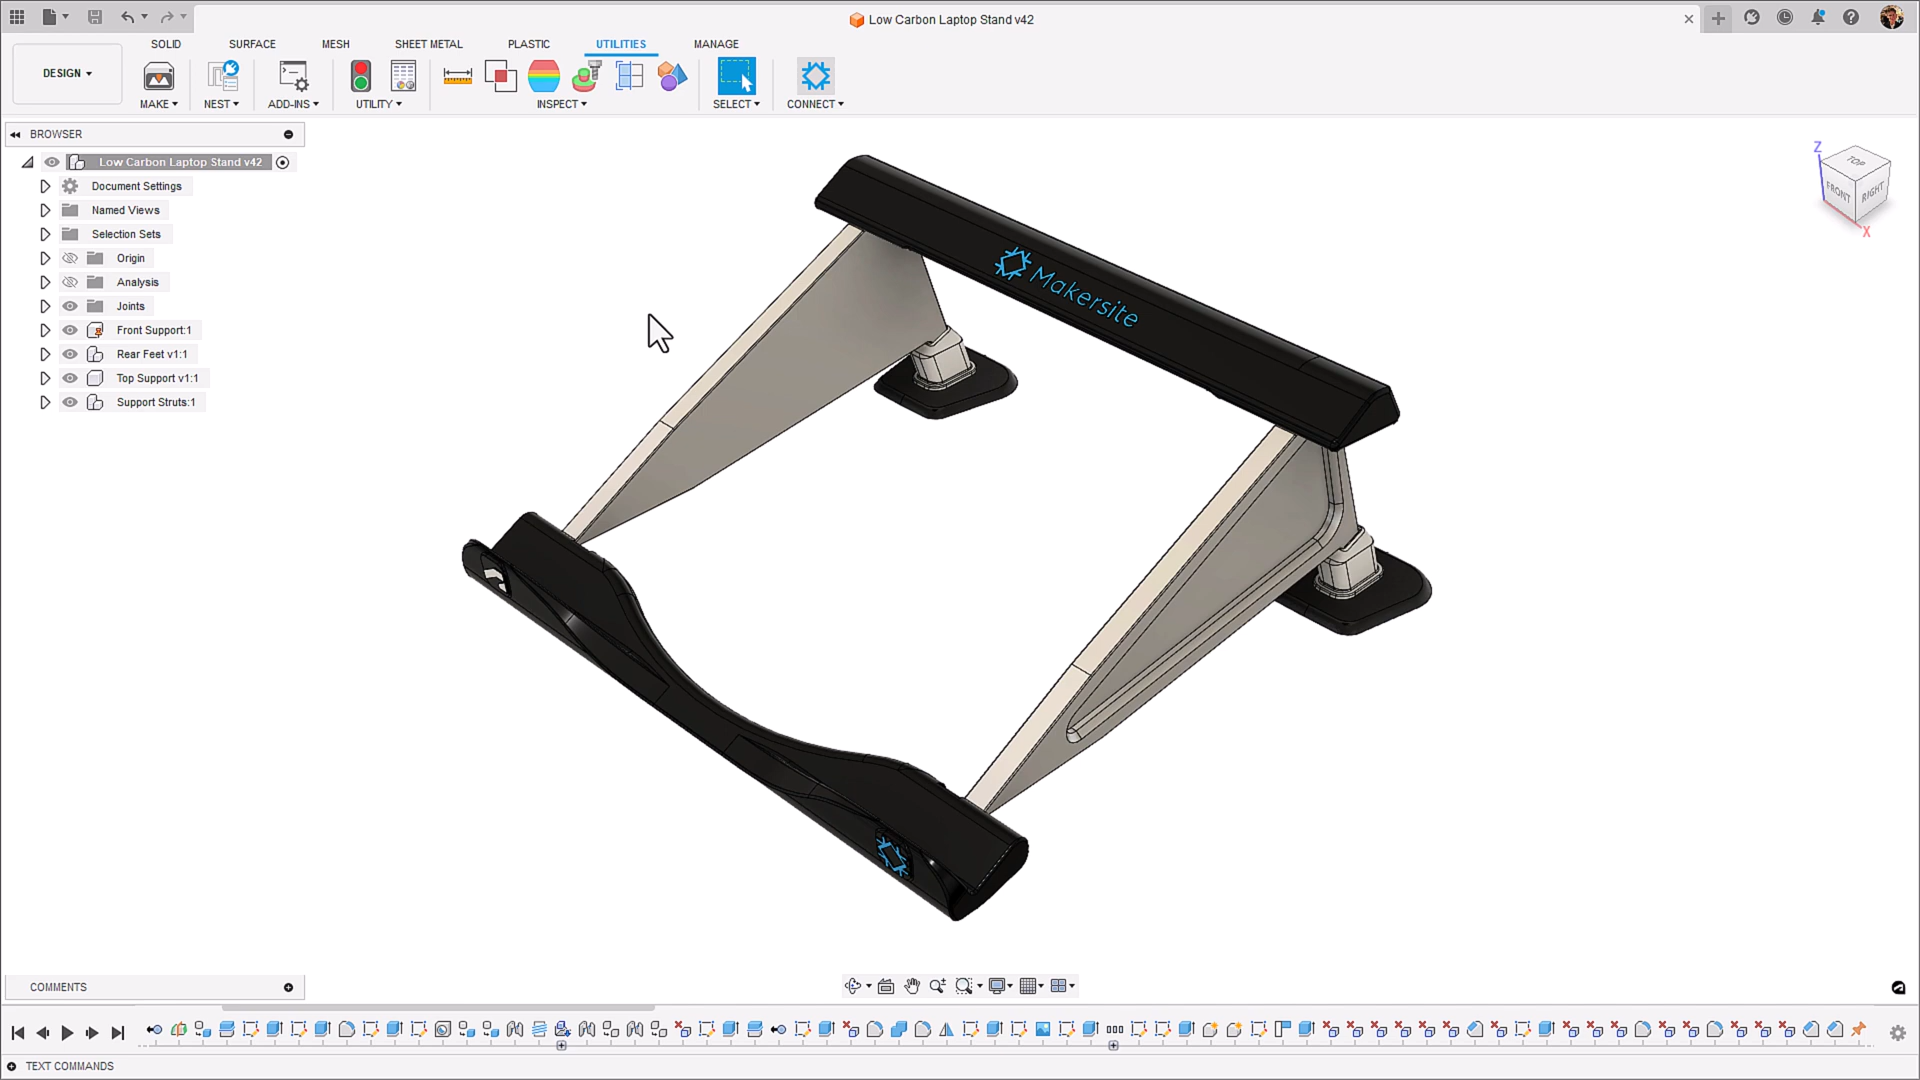 Low Carbon Laptop Stand v42
SOLID SURFACE MESH SHEET METAL PLASTIC UTILITIES MANAGE
DESIGN
MAKE NEST ADD-INS UTILITY INSPECT SELECT CONNECT
BROWSER
Low Carbon Laptop Stand v42
Document Settings
Named Views
Selection Sets
Origin
Analysis
Joints
Front Support:1
Rear Feet v1:1
Top Support v1:1
Support Struts:1
Makersite
Z
TOP
FRONT
RIGHT
X
COMMENTS
TEXT COMMANDS